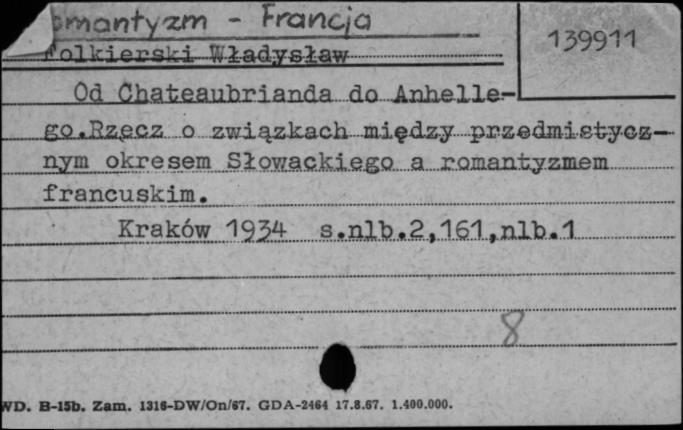 omantyzm - Francja
139911
Folkierski Władysław
Od Chateaubrianda do Anhelle-
go.Rzecz o związkach między przedmistycz-
nym okresem Słowackiego a romantyzmem
francuskim.
Kraków 1934 s.nlb.2,161,nlb.1
8
WD. B-15b. Zam. 1316-DW/On/67. GDA-2464 17.8.67. 1.400.000.